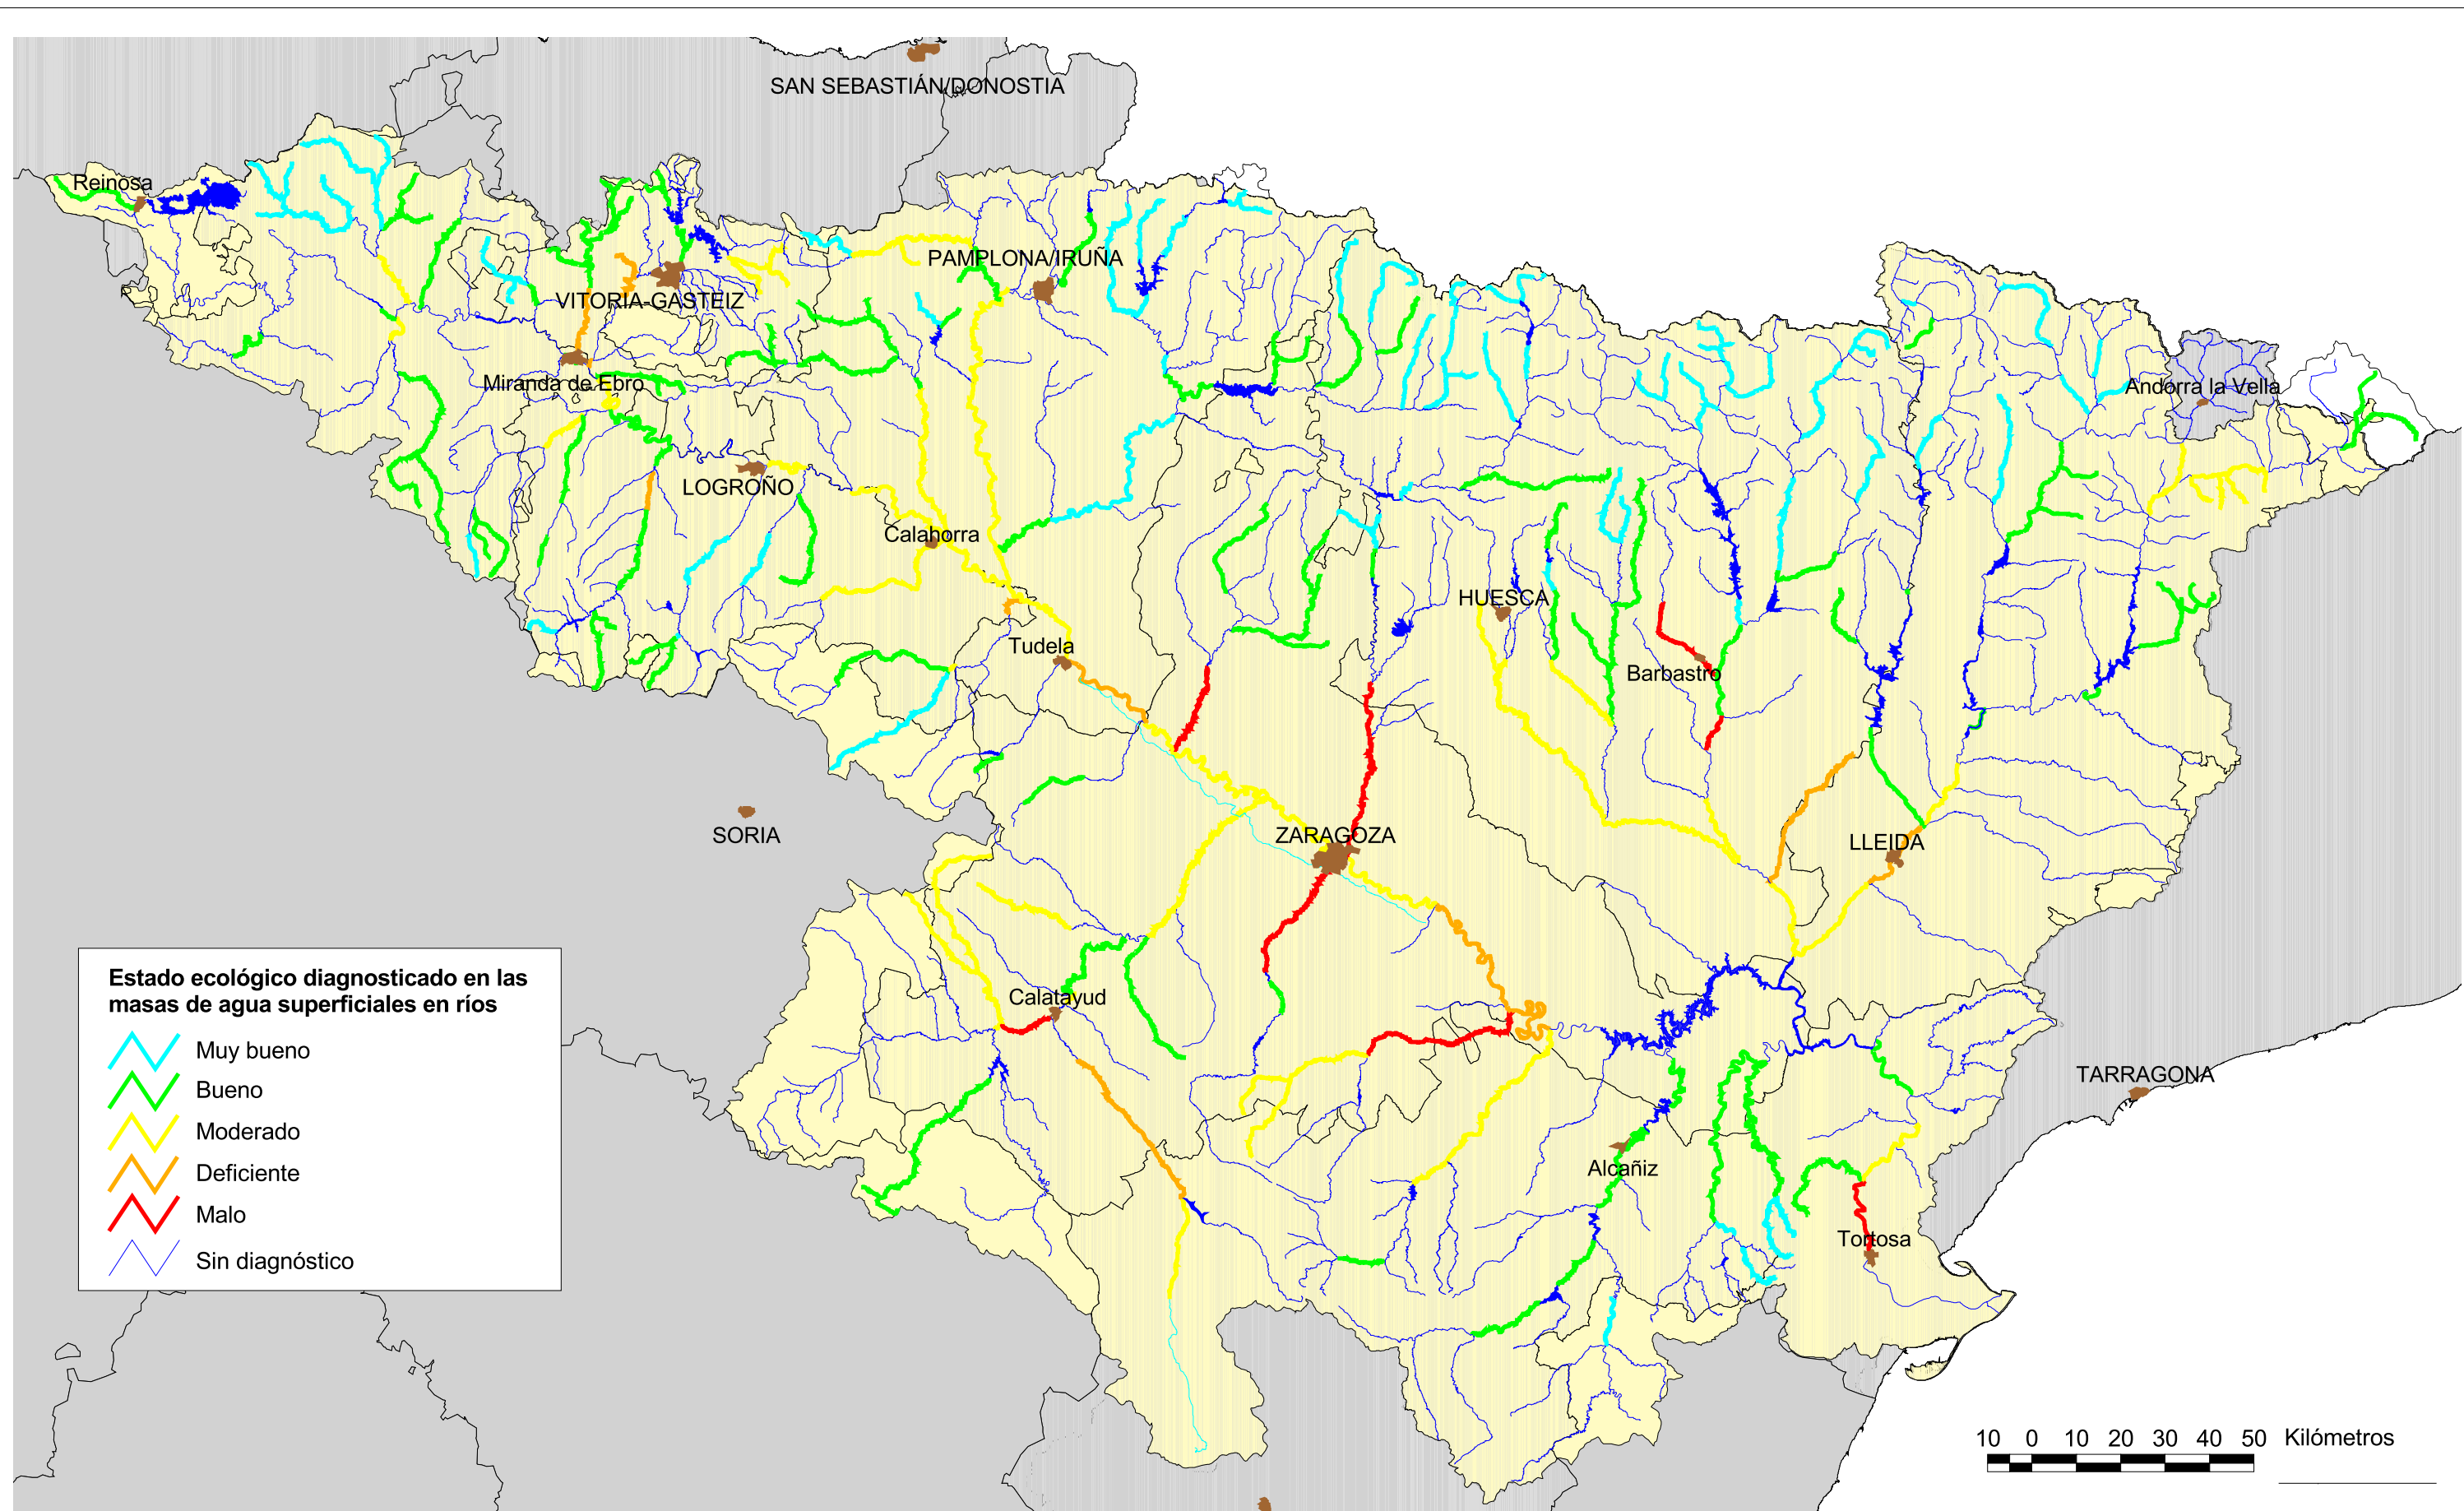 SAN SEBASTIÁN/DONOSTIA
Reinosa
PAMPLONA/IRUÑA
VITORIA-GASTEIZ
Miranda de Ebro
Andorra la Vella
LOGROÑO
Calahorra
HUESCA
Tudela
Barbastro
SORIA
ZARAGOZA
LLEIDA
Calatayud
TARRAGONA
Alcañiz
Tortosa
Estado ecológico diagnosticado en las
masas de agua superficiales en ríos
Muy bueno
Bueno
Moderado
Deficiente
Malo
Sin diagnóstico
10 0 10 20 30 40 50 Kilómetros